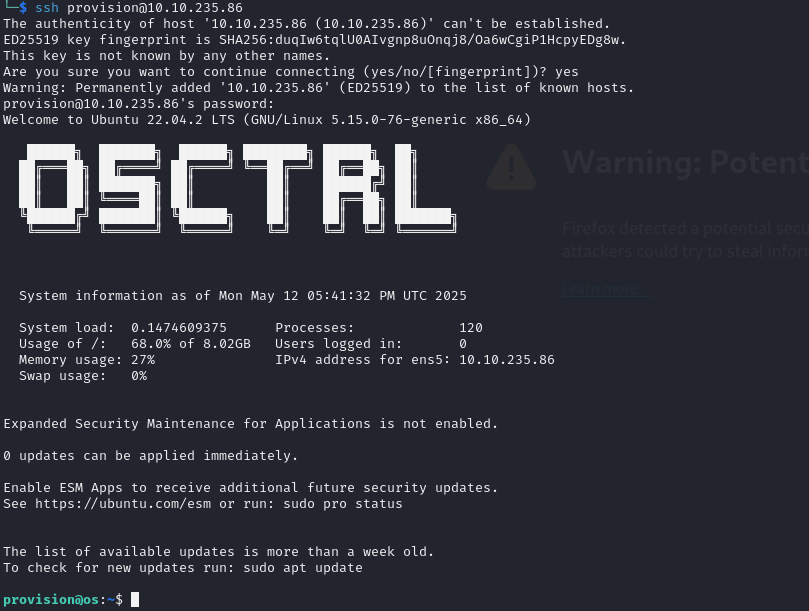 └─$ ssh provision@10.10.235.86
The authenticity of host '10.10.235.86 (10.10.235.86)' can't be established.
ED25519 key fingerprint is SHA256:duqIw6tqlU0AIvgnp8uOnqj8/Oa6wCgiP1HcpyEDg8w.
This key is not known by any other names.
Are you sure you want to continue connecting (yes/no/[fingerprint])? yes
Warning: Permanently added '10.10.235.86' (ED25519) to the list of known hosts.
provision@10.10.235.86's password:
Welcome to Ubuntu 22.04.2 LTS (GNU/Linux 5.15.0-76-generic x86_64)
OSCTRL
Warning: Potent
Firefox detected a potential secu
attackers could try to steal inform
Learn more...
System information as of Mon May 12 05:41:32 PM UTC 2025
System load: 0.1474609375 Processes: 120
Usage of /: 68.0% of 8.02GB Users logged in: 0
Memory usage: 27% IPv4 address for ens5: 10.10.235.86
Swap usage: 0%
Expanded Security Maintenance for Applications is not enabled.
0 updates can be applied immediately.
Enable ESM Apps to receive additional future security updates.
See https://ubuntu.com/esm or run: sudo pro status
The list of available updates is more than a week old.
To check for new updates run: sudo apt update
provision@os:~$